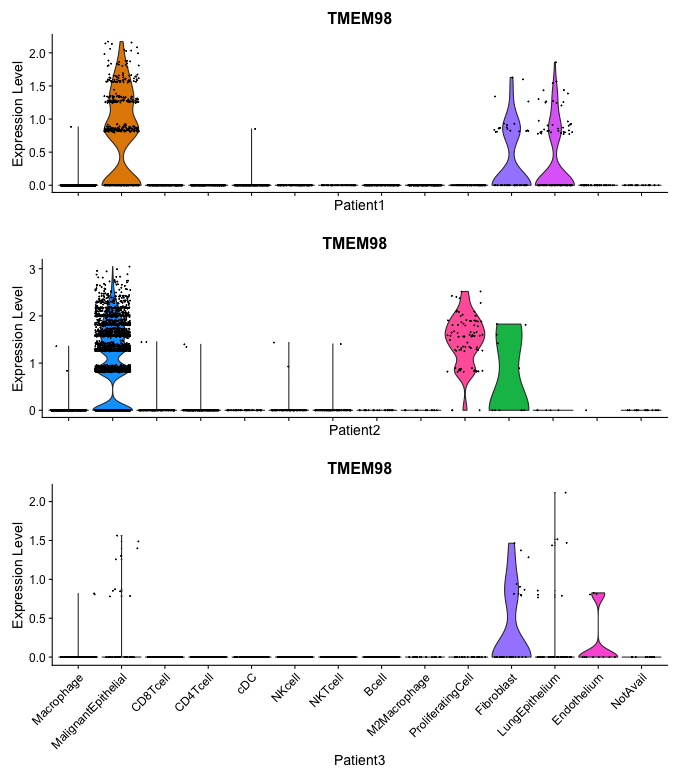 TMEM98
Expression Level
2.0
1.5
1.0
0.5
0.0
Patient1
TMEM98
Expression Level
3
2
1
0
Patient2
TMEM98
Expression Level
2.0
1.5
1.0
0.5
0.0
Macrophage
MalignantEpithelial
CD8Tcell
CD4Tcell
cDC
NKcell
NKTcell
Bcell
M2Macrophage
ProliferatingCell
Fibroblast
LungEpithelium
Endothelium
NotAvail
Patient3